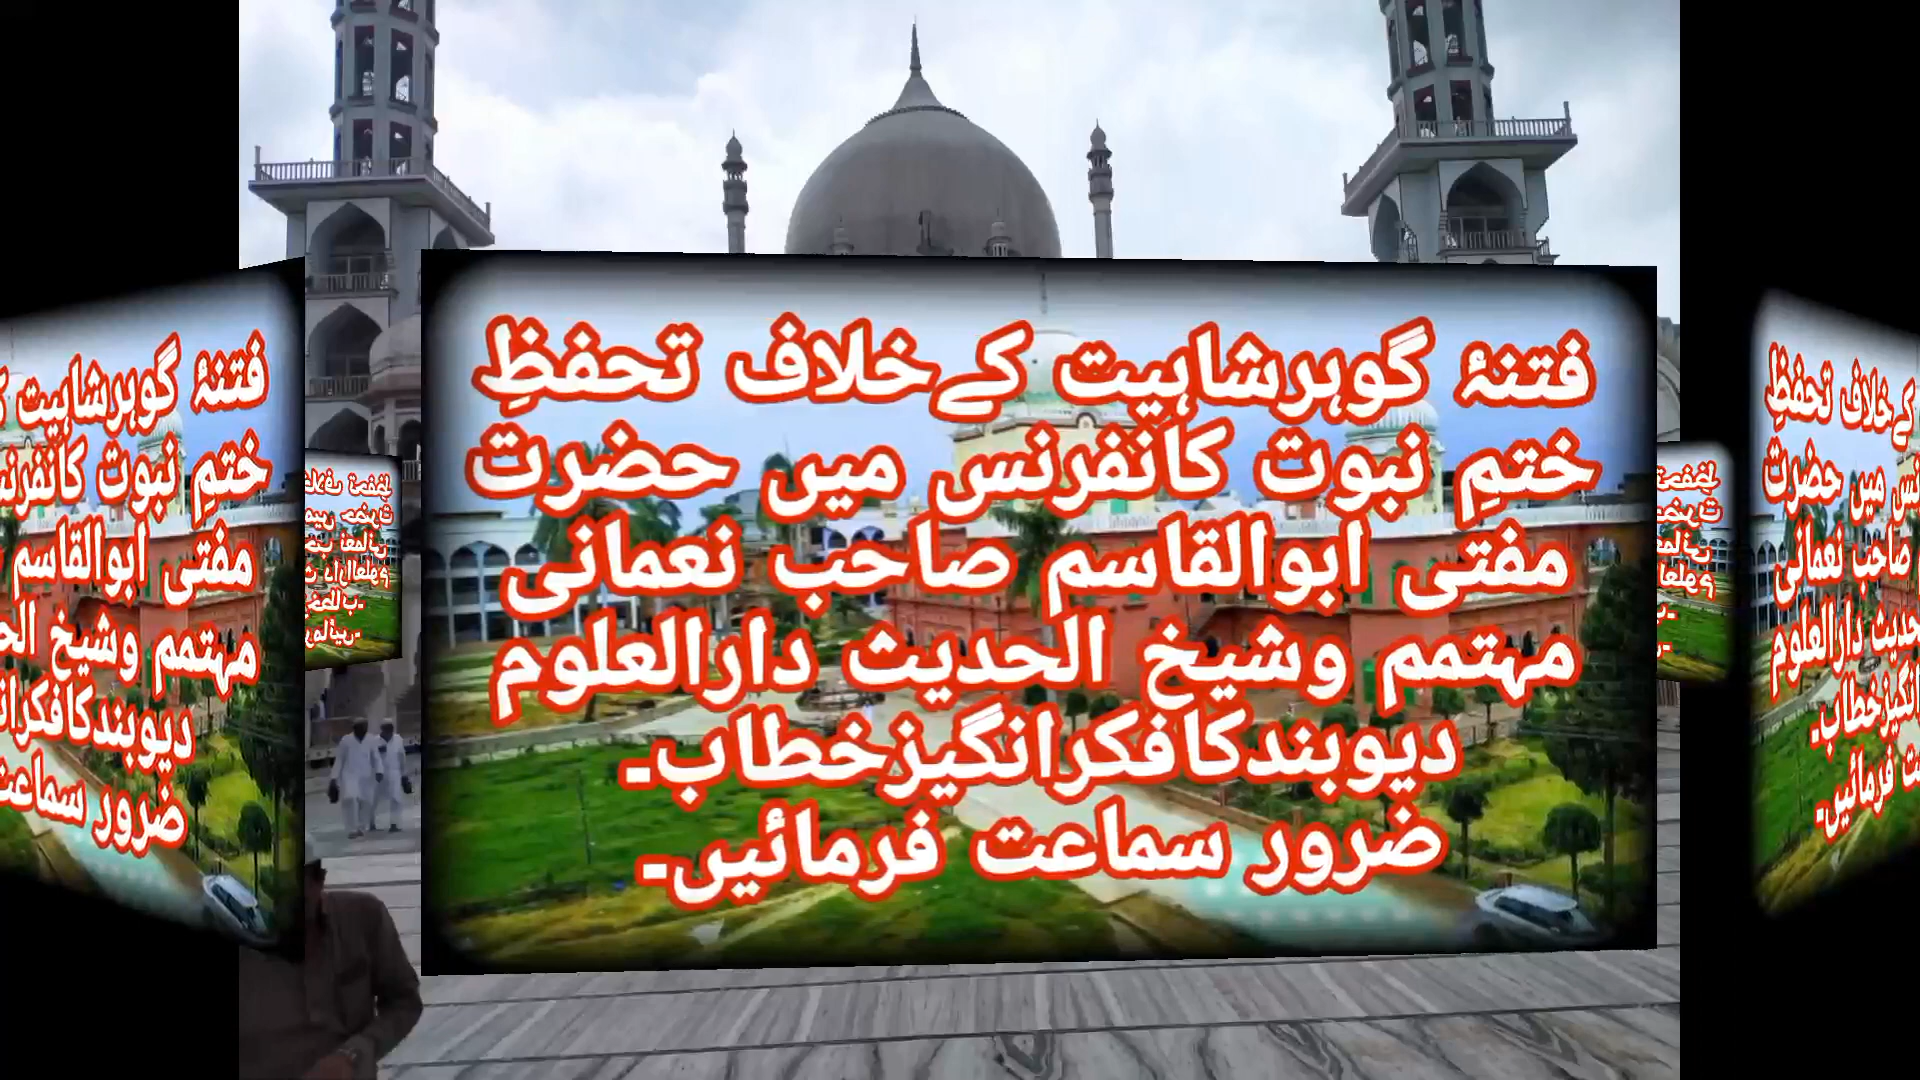 فتنۂ گوہرشاہیت کےخلاف تحفظِ
ختمِ نبوت کانفرنس میں حضرت
مفتی ابوالقاسم صاحب نعمانی
مہتمم وشیخ الحدیث دارالعلوم
دیوبندکافکرانگیزخطاب۔
ضرور سماعت فرمائیں۔